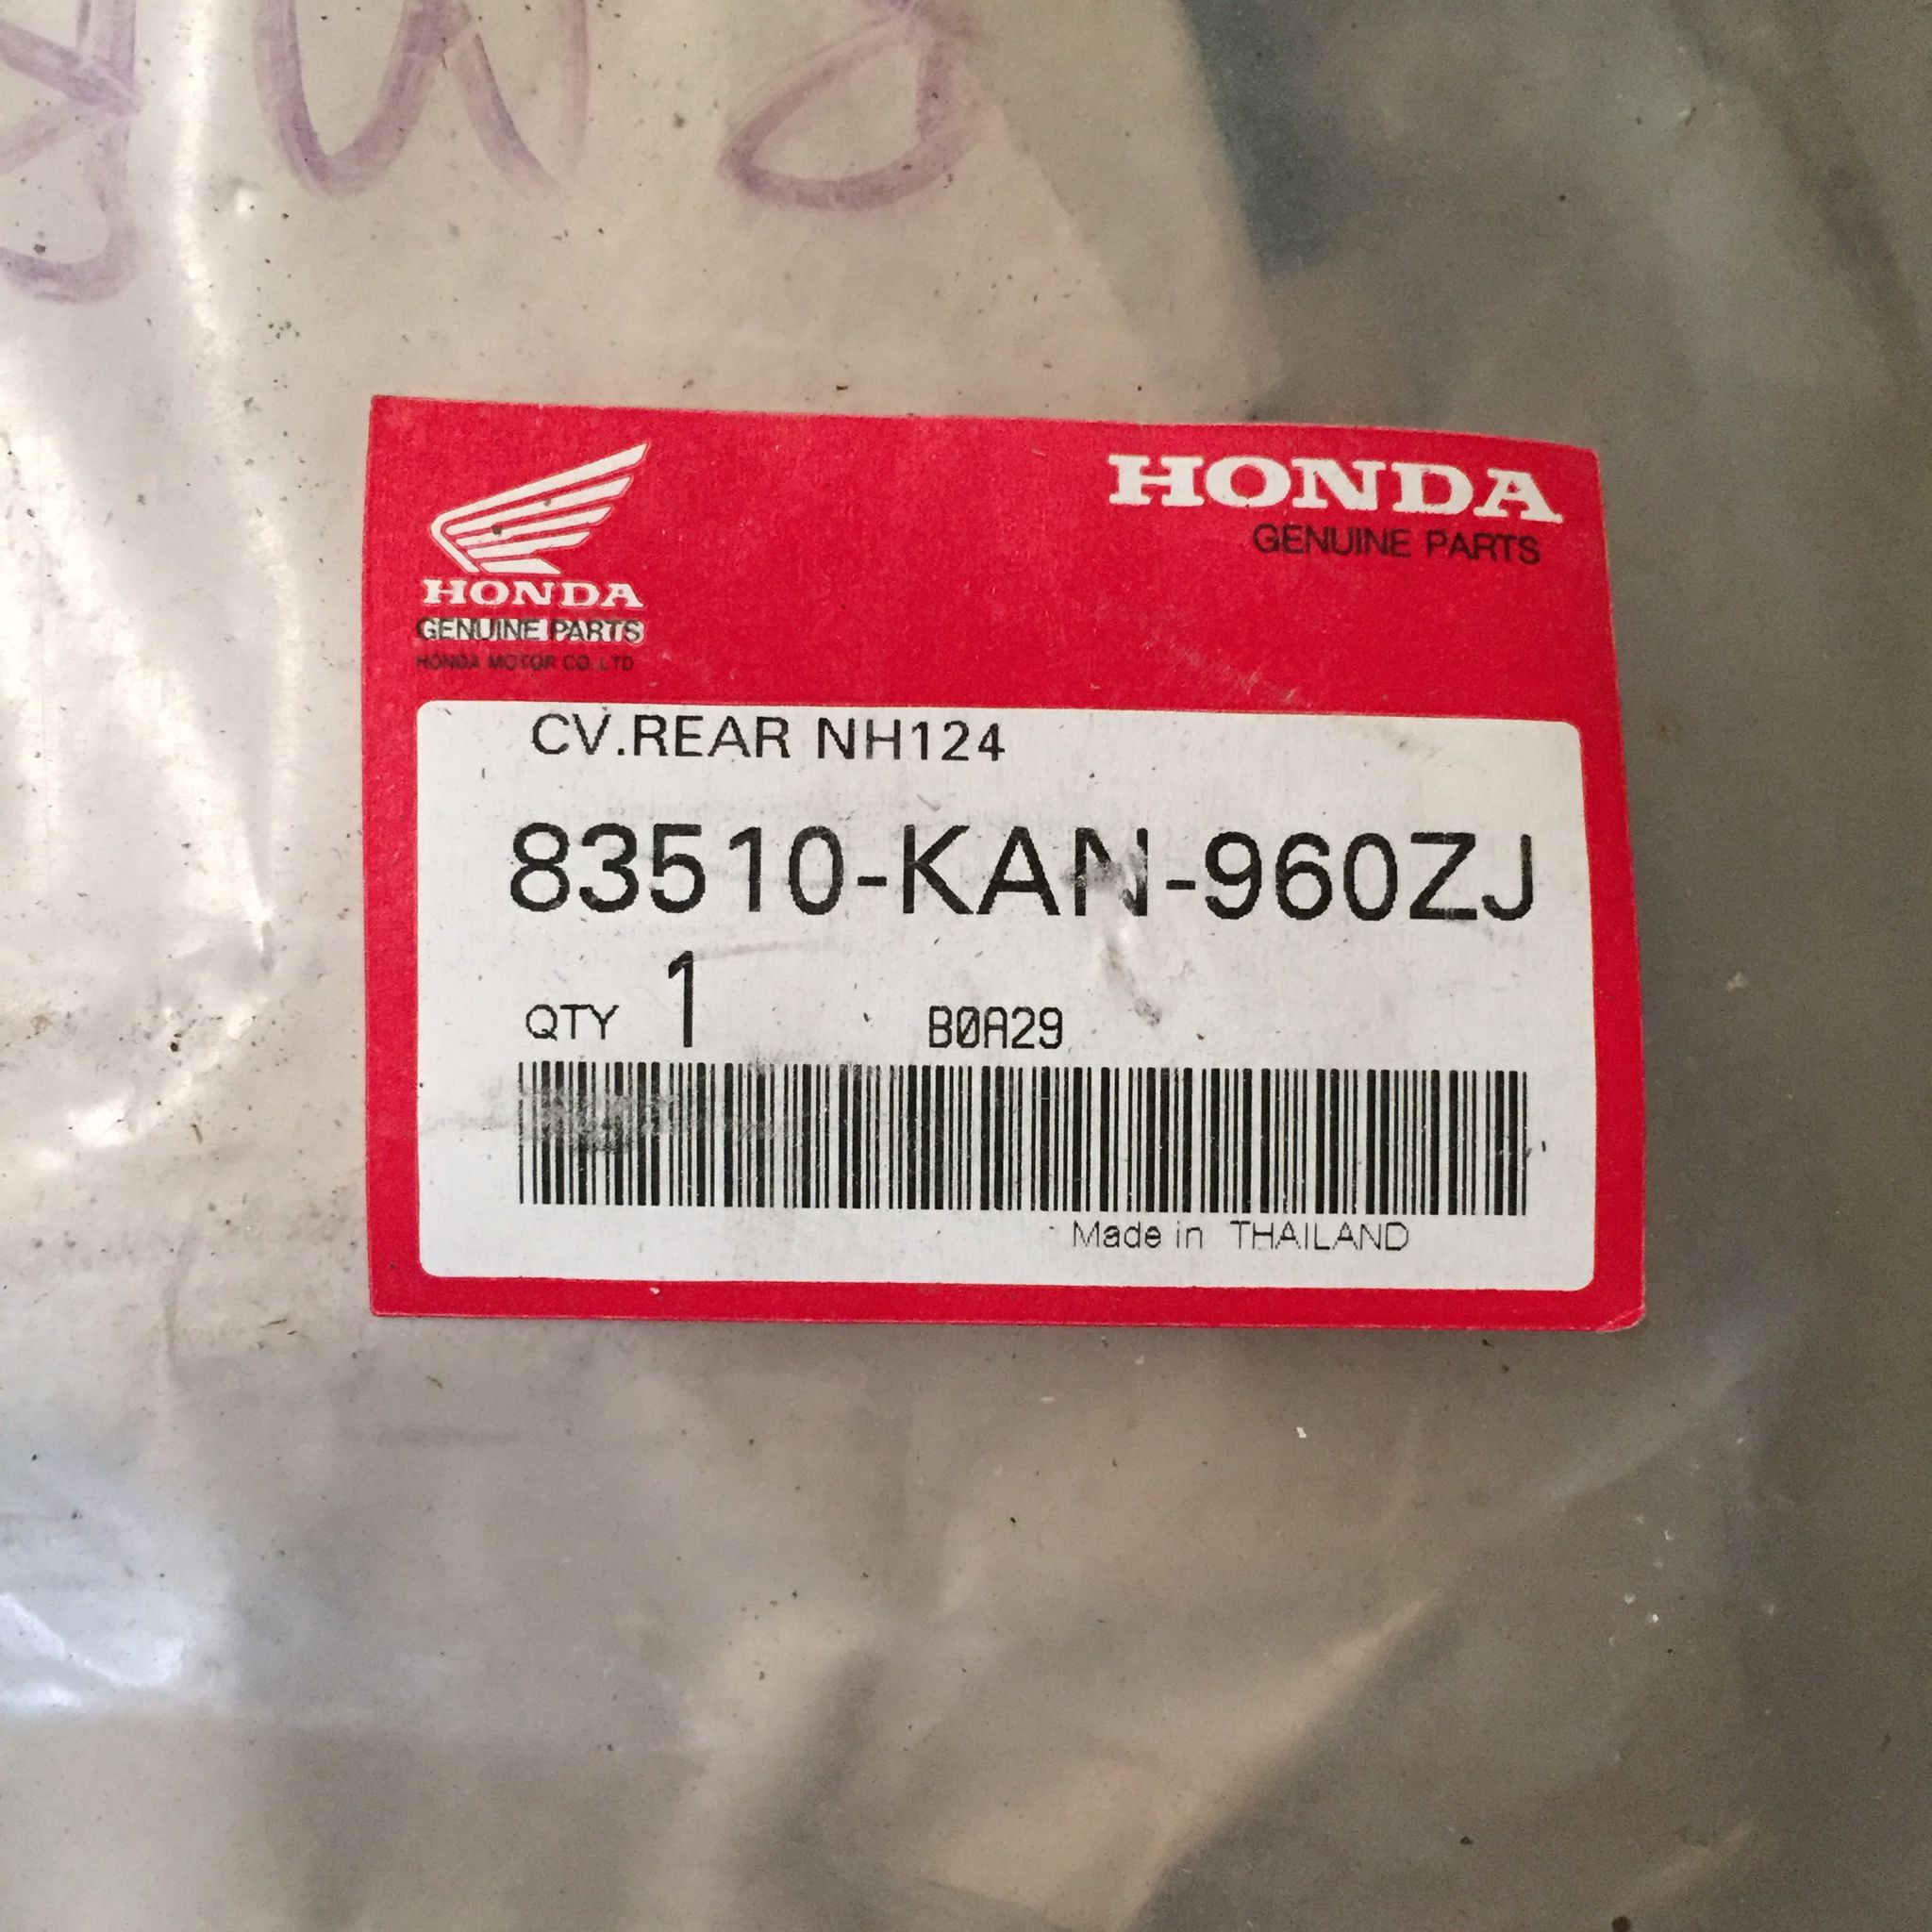 HONDA
GENUINE PARTS
HONDA MOTOR CO.,LTD
HONDA
GENUINE PARTS
CV.REAR NH124
83510-KAN-960ZJ
QTY 1 B0A29
Made in THAILAND